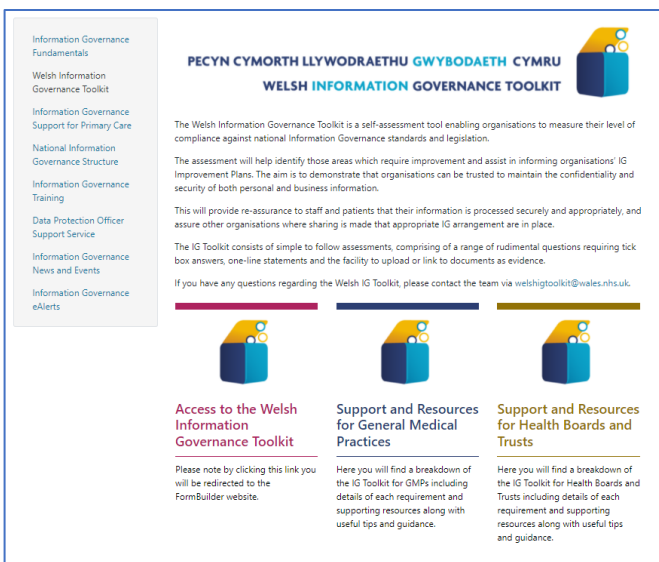 Information Governance
Fundamentals
Welsh Information
Governance Toolkit
Information Governance
Support for Primary Care
National Information
Governance Structure
Information Governance
Training
Data Protection Officer
Support Service
Information Governance
News and Events
Information Governance
eAlerts
PECYN CYMORTH LLYWODRAETHU GWYBODAETH CYMRU
WELSH INFORMATION GOVERNANCE TOOLKIT
The Welsh Information Governance Toolkit is a self-assessment tool enabling organisations to measure their level of
compliance against national Information Governance standards and legislation.
The assessment will help identify those areas which require improvement and assist in informing organisations' IG
Improvement Plans. The aim is to demonstrate that organisations can be trusted to maintain the confidentiality and
security of both personal and business information.
This will provide re-assurance to staff and patients that their information is processed securely and appropriately, and
assure other organisations where sharing is made that appropriate IG arrangement are in place.
The IG Toolkit consists of simple to follow assessments, comprising of a range of rudimental questions requiring tick
box answers, one-line statements and the facility to upload or link to documents as evidence.
If you have any questions regarding the Welsh IG Toolkit, please contact the team via welshigtoolkit@wales.nhs.uk.
Access to the Welsh
Information
Governance Toolkit
Please note by clicking this link you
will be redirected to the
FormBuilder website.
Support and Resources
for General Medical
Practices
Here you will find a breakdown of
the IG Toolkit for GMPs including
details of each requirement and
supporting resources along with
useful tips and guidance.
Support and Resources
for Health Boards and
Trusts
Here you will find a breakdown of
the IG Toolkit for Health Boards and
Trusts including details of each
requirement and supporting
resources along with useful tips
and guidance.